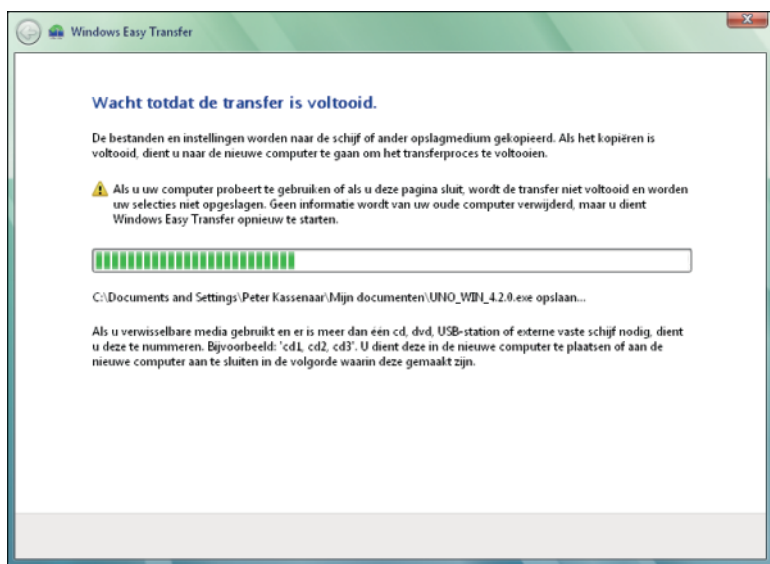 Windows Easy Transfer
Wacht totdat de transfer is voltooid.
De bestanden en instellingen worden naar de schijf of ander opslagmedium gekopieerd. Als het kopiëren is
voltooid, dient u naar de nieuwe computer te gaan om het transferproces te voltooien.
Als u uw computer probeert te gebruiken of als u deze pagina sluit, wordt de transfer niet voltooid en worden
uw selecties niet opgeslagen. Geen informatie wordt van uw oude computer verwijderd, maar u dient
Windows Easy Transfer opnieuw te starten.
C:\Documents and Settings\Peter Kassenaar\Mijn documenten\UNO_WIN_4.2.0.exe opslaan...
Als u verwisselbare media gebruikt en er is meer dan één cd, dvd, USB-station of externe vaste schijf nodig, dient
u deze te nummeren. Bijvoorbeeld: 'cd1, cd2, cd3'. U dient deze in de nieuwe computer te plaatsen of aan de
nieuwe computer aan te sluiten in de volgorde waarin deze gemaakt zijn.